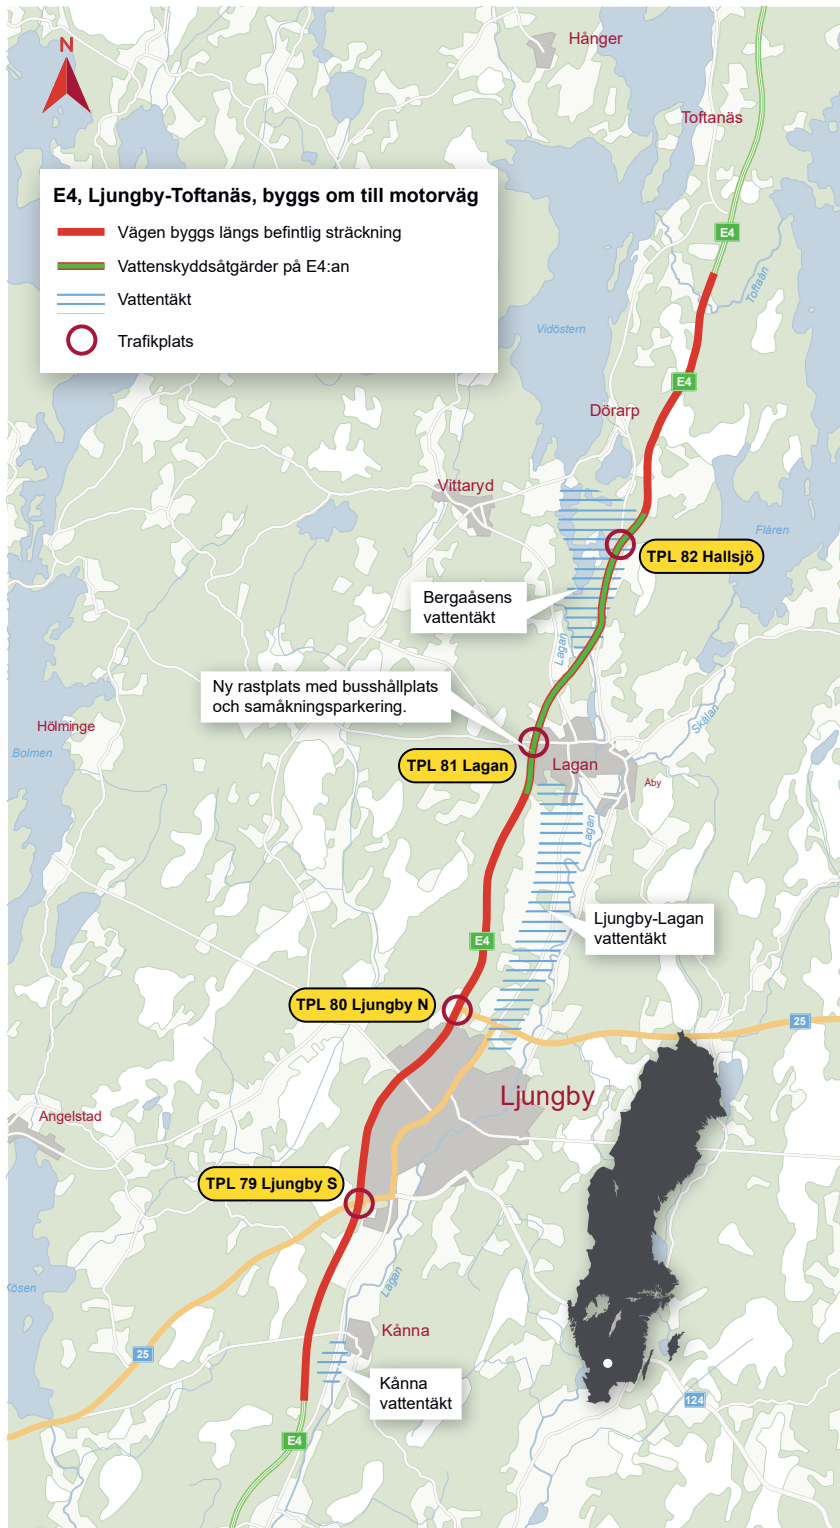 Hånger
N
Toftanäs
E4, Ljungby-Toftanäs, byggs om till motorväg
Vägen byggs längs befintlig sträckning
Vattenskyddsåtgärder på E4:an
Vattentäkt
Trafikplats
E4
Toftaån
Vidöstern
E4
Dörarp
Vittaryd
Flåren
TPL 82 Hallsjö
Bergaåsens
vattentäkt
Lagan
Ny rastplats med busshållplats
och samåkningsparkering.
Skålån
Hölminge
Bolmen
TPL 81 Lagan
Lagan
Åby
Lagan
Ljungby-Lagan
vattentäkt
E4
TPL 80 Ljungby N
25
Ljungby
Angelstad
TPL 79 Ljungby S
Lagan
Kösen
Kånna
25
Kånna
vattentäkt
124
E4